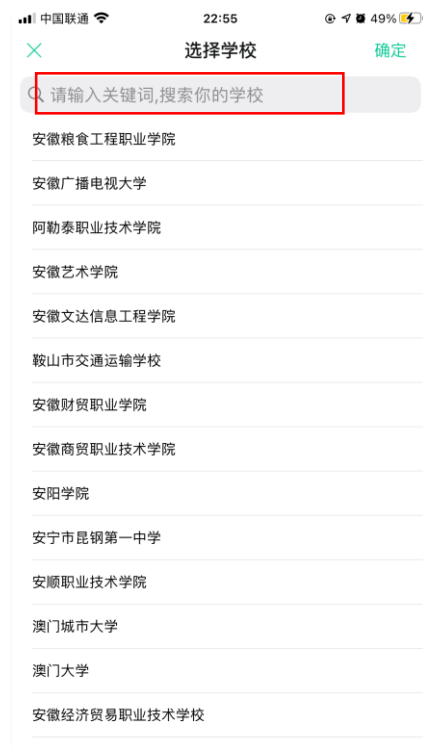 中国联通
22:55
49%
选择学校
确定
请输入关键词,搜索你的学校
安徽粮食工程职业学院
安徽广播电视大学
阿勒泰职业技术学院
安徽艺术学院
安徽文达信息工程学院
鞍山市交通运输学校
安徽财贸职业学院
安徽商贸职业技术学院
安阳学院
安宁市昆钢第一中学
安顺职业技术学院
澳门城市大学
澳门大学
安徽经济贸易职业技术学校